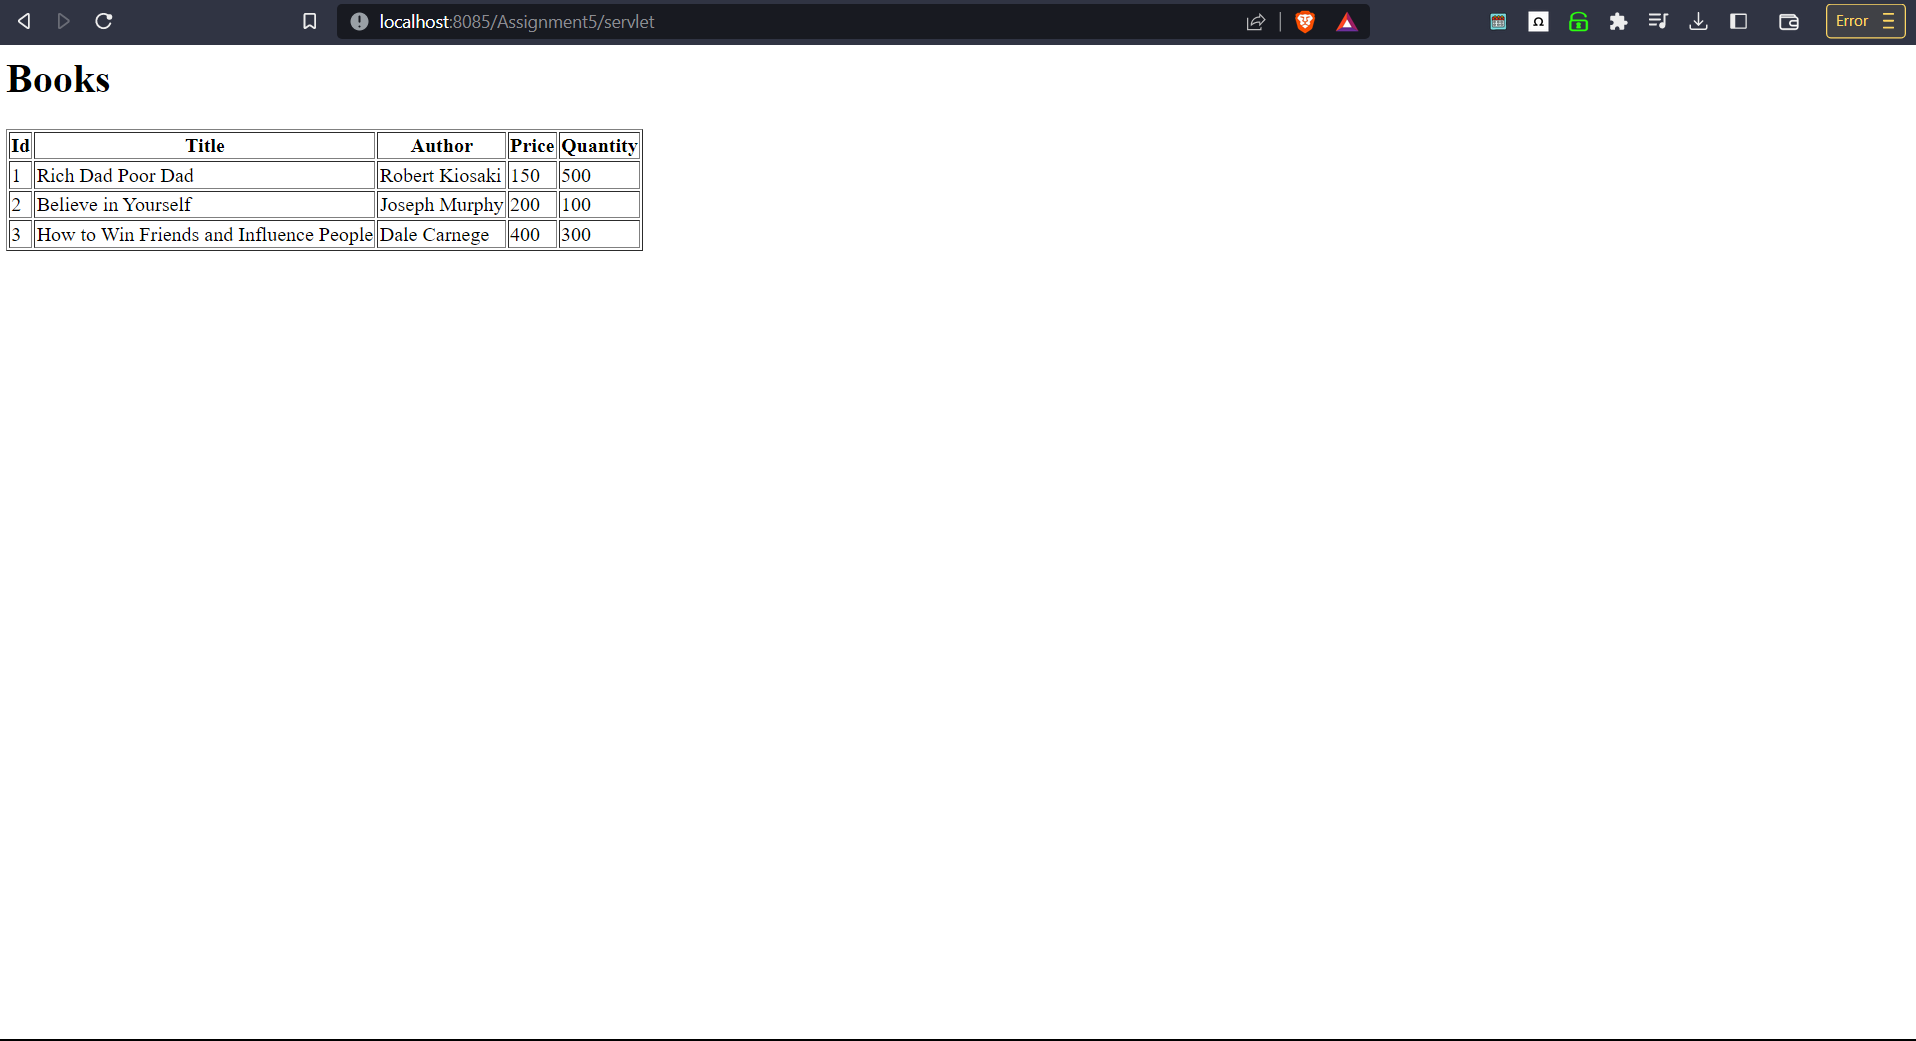 localhost:8085/Assignment5/servlet
Error
Books
Id Title Author Price Quantity
1 Rich Dad Poor Dad Robert Kiosaki 150 500
2 Believe in Yourself Joseph Murphy 200 100
3 How to Win Friends and Influence People Dale Carnege 400 300